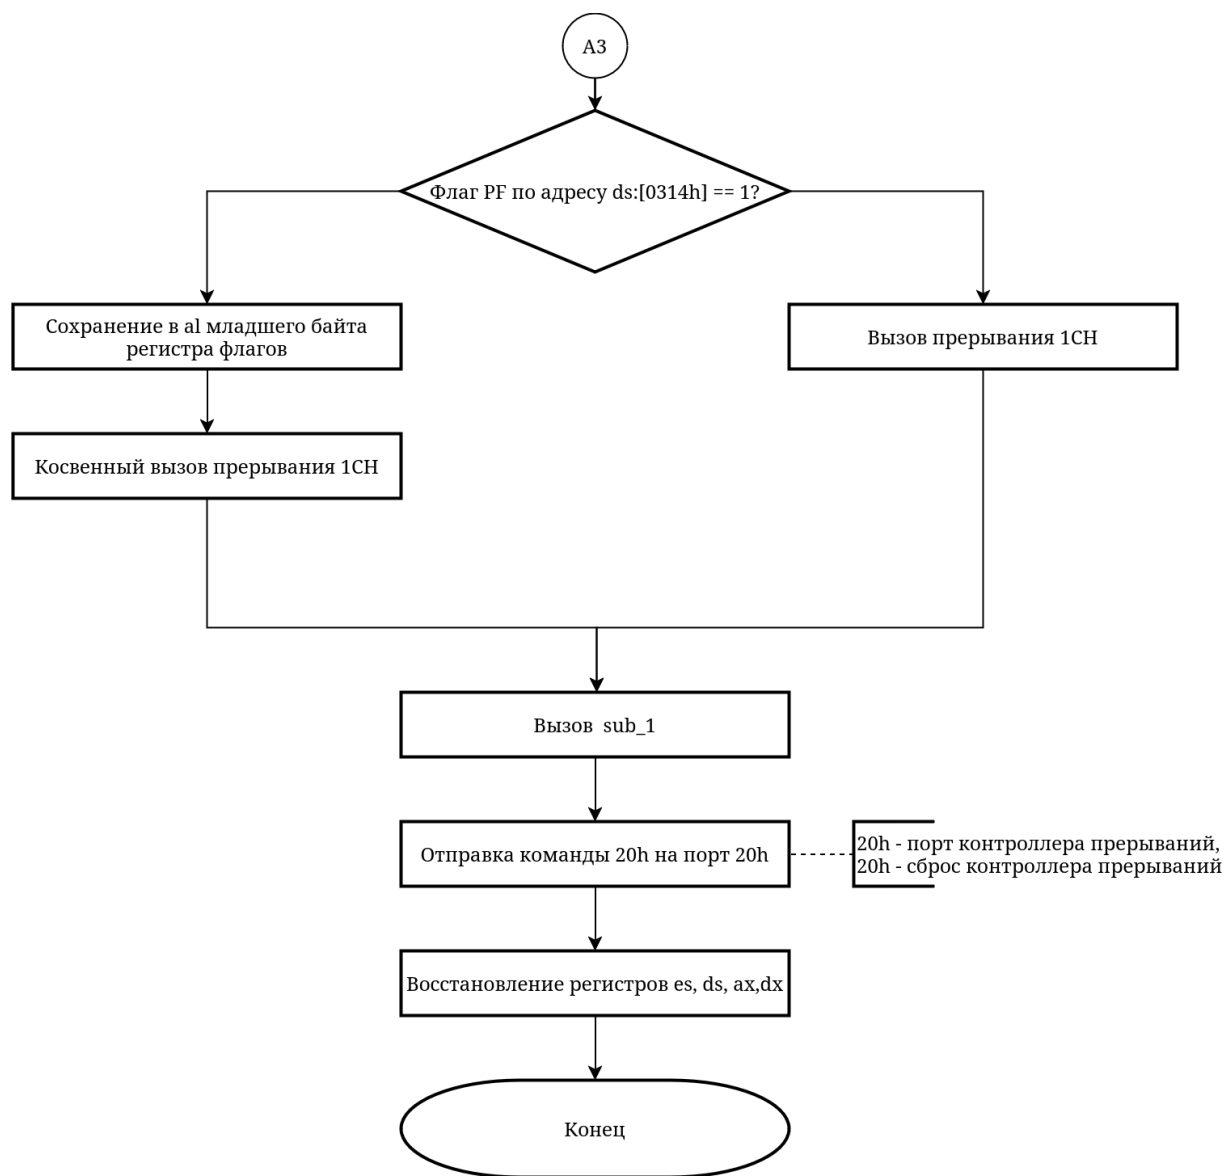 A3
Флаг PF по адресу ds:[0314h] == 1?
Сохранение в al младшего байта
регистра флагов
Вызов прерывания 1CH
Косвенный вызов прерывания 1CH
Вызов sub_1
Отправка команды 20h на порт 20h
20h - порт контроллера прерываний,
20h - сброс контроллера прерываний
Восстановление регистров es, ds, ax,dx
Конец